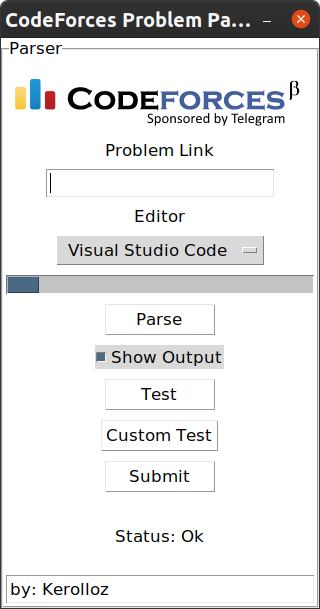 CodeForces Problem Pa...
Parser
CODEFORCES β
Sponsored by Telegram
Problem Link
Editor
Visual Studio Code
Parse
Show Output
Test
Custom Test
Submit
Status: Ok
by: Kerolloz